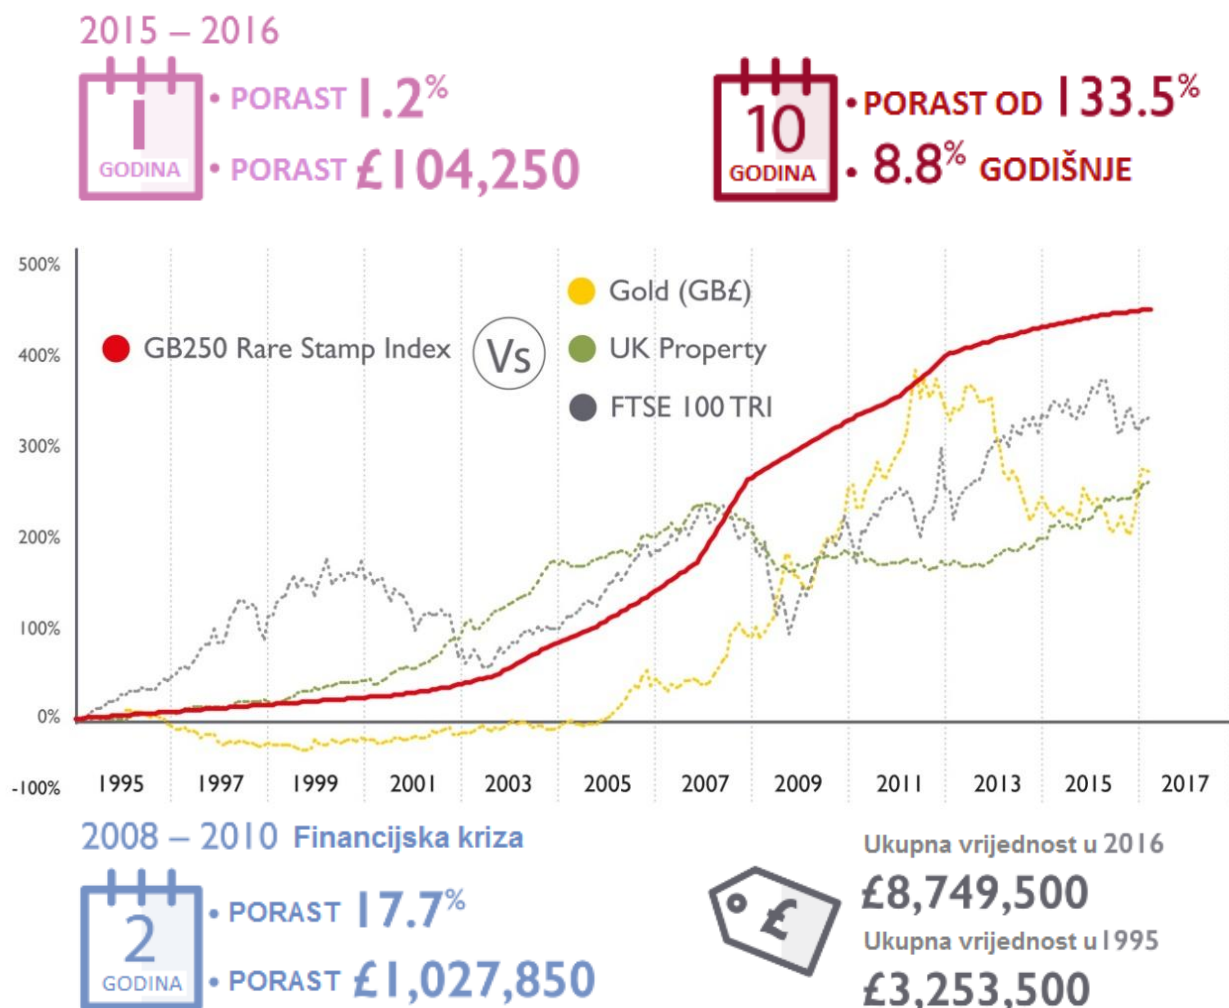 2015 – 2016
1
GODINA
• PORAST 1.2%
• PORAST £104,250
10
GODINA
• PORAST OD 133.5%
• 8.8% GODIŠNJE
500%
400%
300%
200%
100%
0%
-100%
GB250 Rare Stamp Index
Vs
Gold (GB£)
UK Property
FTSE 100 TRI
1995 1997 1999 2001 2003 2005 2007 2009 2011 2013 2015 2017
2008 – 2010 Financijska kriza
2
GODINA
• PORAST 17.7%
• PORAST £1,027,850
£
Ukupna vrijednost u 2016
£8,749,500
Ukupna vrijednost u 1995
£3,253,500